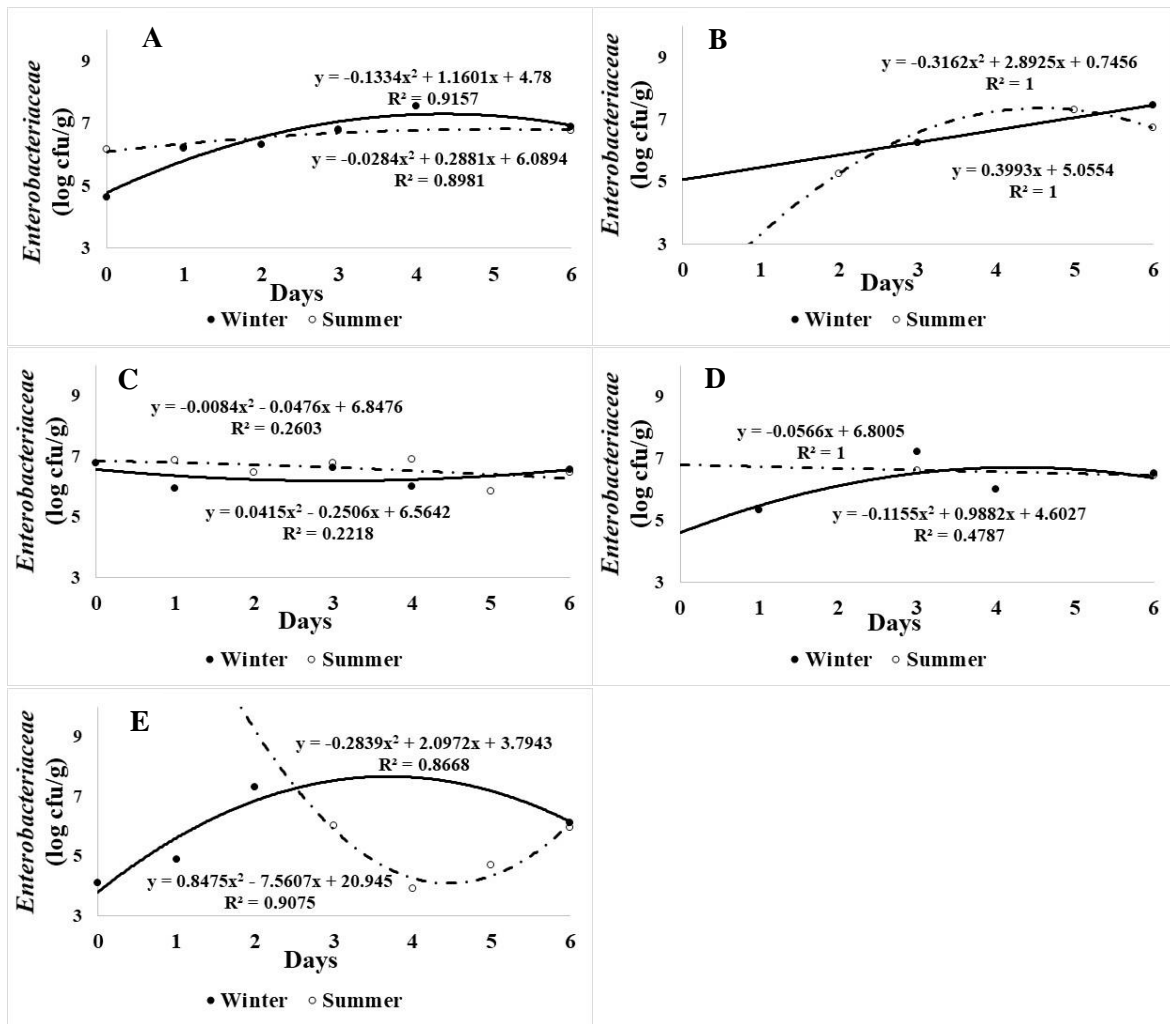 A
Enterobacteriaceae
(log cfu/g)
9
7
5
3
y = -0.1334x² + 1.1601x + 4.78
R² = 0.9157
y = -0.0284x² + 0.2881x + 6.0894
R² = 0.8981
0 1 2 3 4 5 6
Days
Winter Summer
B
Enterobacteriaceae
(log cfu/g)
9
7
5
3
y = -0.3162x² + 2.8925x + 0.7456
R² = 1
y = 0.3993x + 5.0554
R² = 1
0 1 2 3 4 5 6
Days
Winter Summer
C
Enterobacteriaceae
(log cfu/g)
9
7
5
3
y = -0.0084x² - 0.0476x + 6.8476
R² = 0.2603
y = 0.0415x² - 0.2506x + 6.5642
R² = 0.2218
0 1 2 3 4 5 6
Days
Winter Summer
D
Enterobacteriaceae
(log cfu/g)
9
7
5
3
y = -0.0566x + 6.8005
R² = 1
y = -0.1155x² + 0.9882x + 4.6027
R² = 0.4787
0 1 2 3 4 5 6
Days
Winter Summer
E
Enterobacteriaceae
(log cfu/g)
9
7
5
3
y = -0.2839x² + 2.0972x + 3.7943
R² = 0.8668
y = 0.8475x² - 7.5607x + 20.945
R² = 0.9075
0 1 2 3 4 5 6
Days
Winter Summer